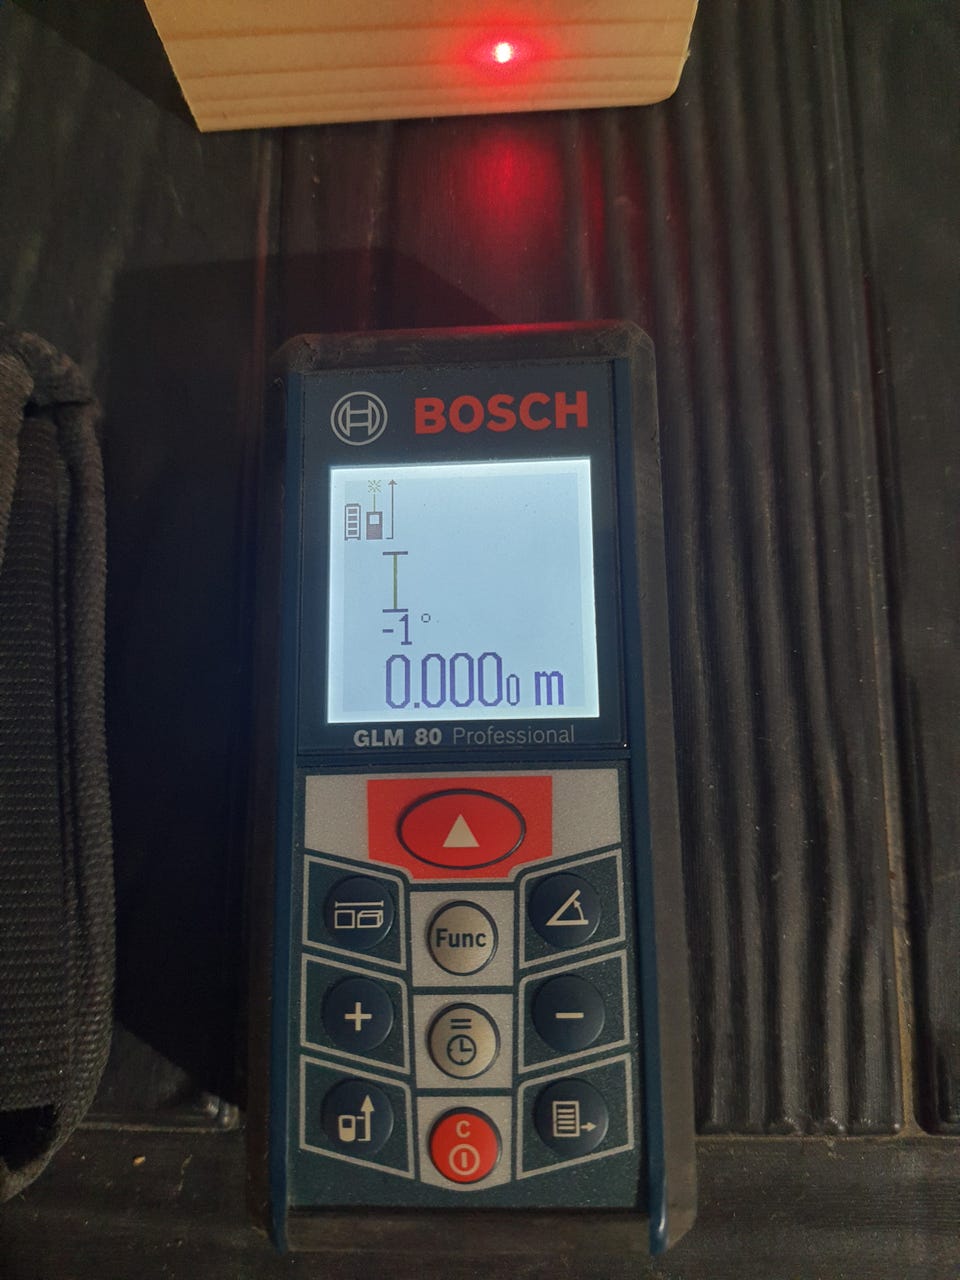 BOSCH
-1°
0.0000 m
GLM 80 Professional
Func
+
−
=
C